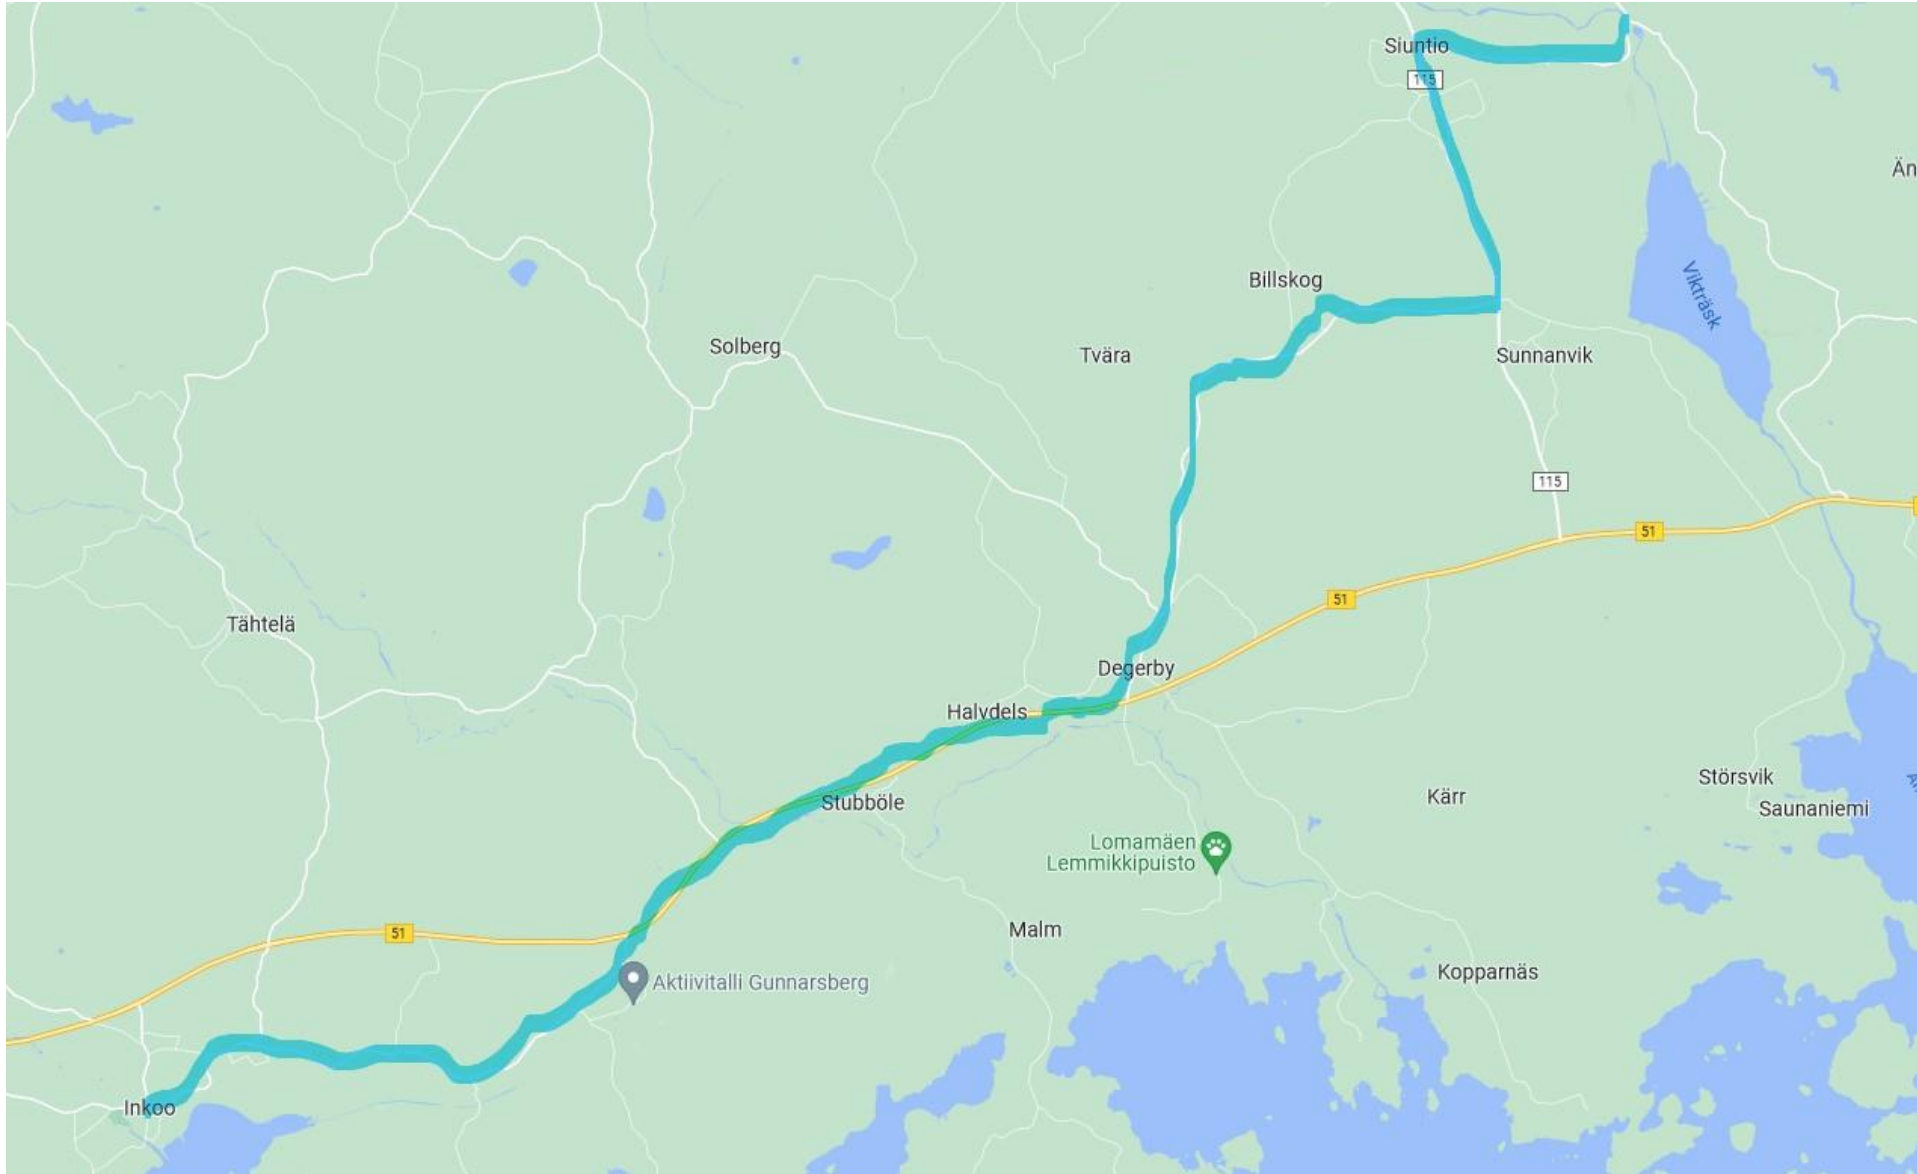 Siuntio
115
Än
Vikträsk
Billskog
Solberg
Tvära
Sunnanvik
115
51
51
Tähtelä
Degerby
Halvdels
Störsvik
Saunaniemi
Kärr
Stubböle
Lomamäen
Lemmikkipuisto
51
Malm
Kopparnäs
Aktiivitalli Gunnarsberg
Inkoo